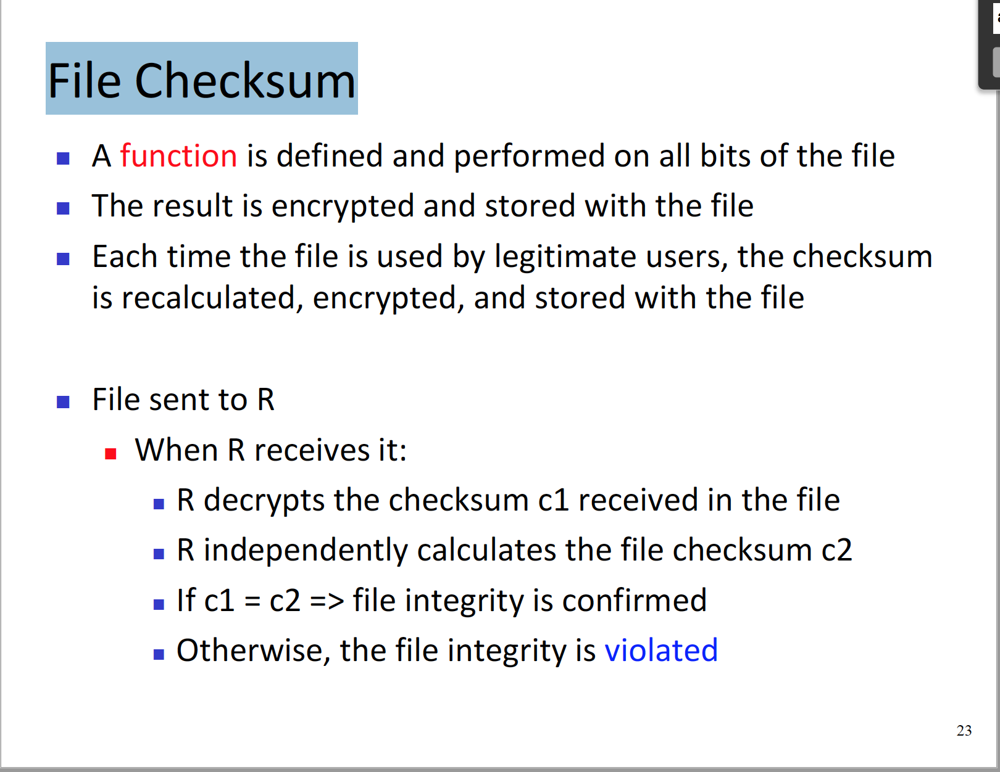 File Checksum
A function is defined and performed on all bits of the file
The result is encrypted and stored with the file
Each time the file is used by legitimate users, the checksum
is recalculated, encrypted, and stored with the file
File sent to R
When R receives it:
R decrypts the checksum c1 received in the file
R independently calculates the file checksum c2
If c1 = c2 => file integrity is confirmed
Otherwise, the file integrity is violated
23